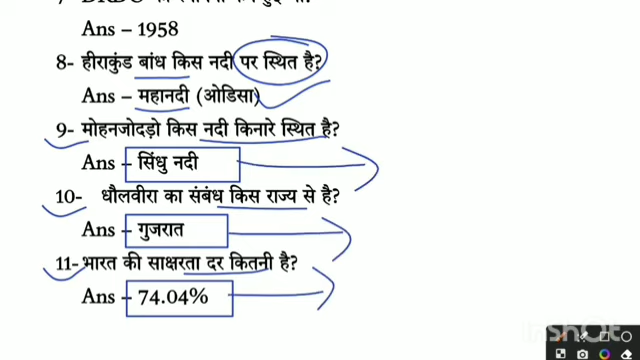 Ans – 1958
8- हीराकुंड बांध किस नदी पर स्थित है?
Ans – महानदी (ओडिसा)
9- मोहनजोदड़ो किस नदी किनारे स्थित है?
Ans – सिंधु नदी
10- धौलवीरा का संबंध किस राज्य से है?
Ans – गुजरात
11- भारत की साक्षरता दर कितनी है?
Ans – 74.04%